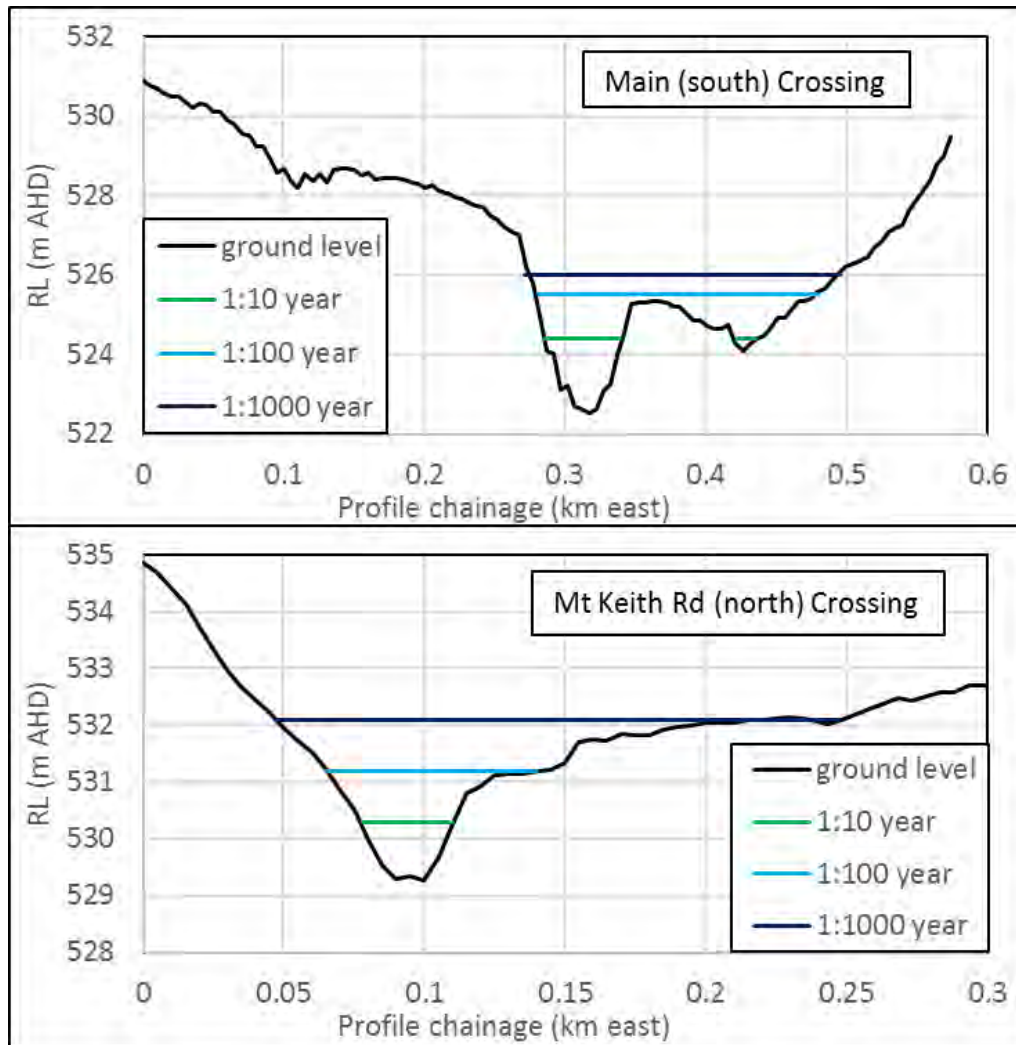 Main (south) Crossing
RL (m AHD)
532
530
528
526
524
522
ground level
1:10 year
1:100 year
1:1000 year
0 0.1 0.2 0.3 0.4 0.5 0.6
Profile chainage (km east)
Mt Keith Rd (north) Crossing
RL (m AHD)
535
534
533
532
531
530
529
528
ground level
1:10 year
1:100 year
1:1000 year
0 0.05 0.1 0.15 0.2 0.25 0.3
Profile chainage (km east)